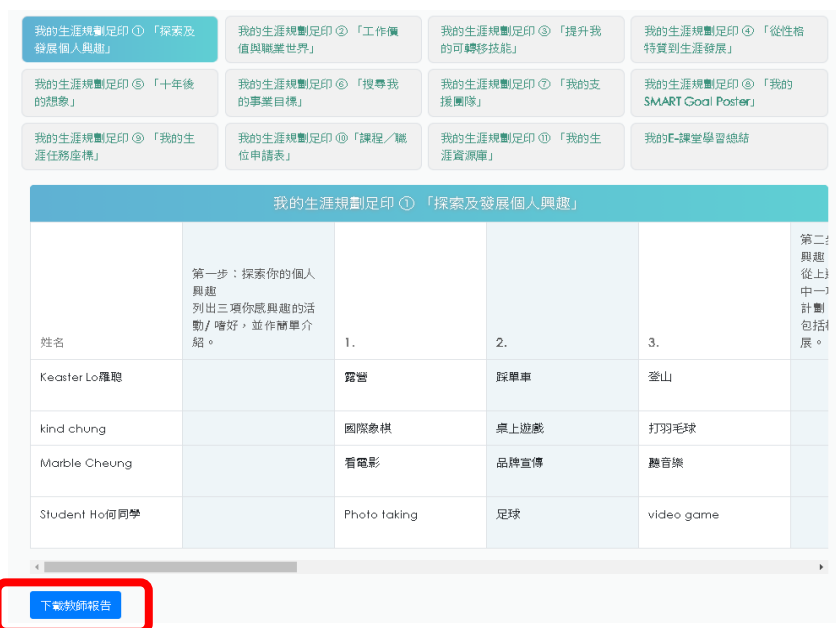 我的生涯規劃足印 ① 「探索及
發展個人興趣」
我的生涯規劃足印 ② 「工作價
值與職業世界」
我的生涯規劃足印 ③ 「提升我
的可轉移技能」
我的生涯規劃足印 ④ 「從性格
特質到生涯發展」
我的生涯規劃足印 ⑤ 「十年後
的想象」
我的生涯規劃足印 ⑥ 「搜尋我
的事業目標」
我的生涯規劃足印 ⑦ 「我的支
援團隊」
我的生涯規劃足印 ⑧ 「我的
SMART Goal Poster」
我的生涯規劃足印 ⑨ 「我的生
涯任務座標」
我的生涯規劃足印 ⑩「課程／職
位申請表」
我的生涯規劃足印 ⑪ 「我的生
涯資源庫」
我的E-課堂學習總結
我的生涯規劃足印 ① 「探索及發展個人興趣」
姓名
第一步：探索你的個人
興趣
列出三項你感興趣的活
動/ 嗜好，並作簡單介
紹。
1.
2.
3.
第二
興趣
從上
中一
計劃
包括
展。
Keaster Lo羅聰
露營
踩單車
登山
kind chung
國際象棋
桌上遊戲
打羽毛球
Marble Cheung
看電影
品牌宣傳
聽音樂
Student Ho何同學
Photo taking
足球
video game
下載教師報告